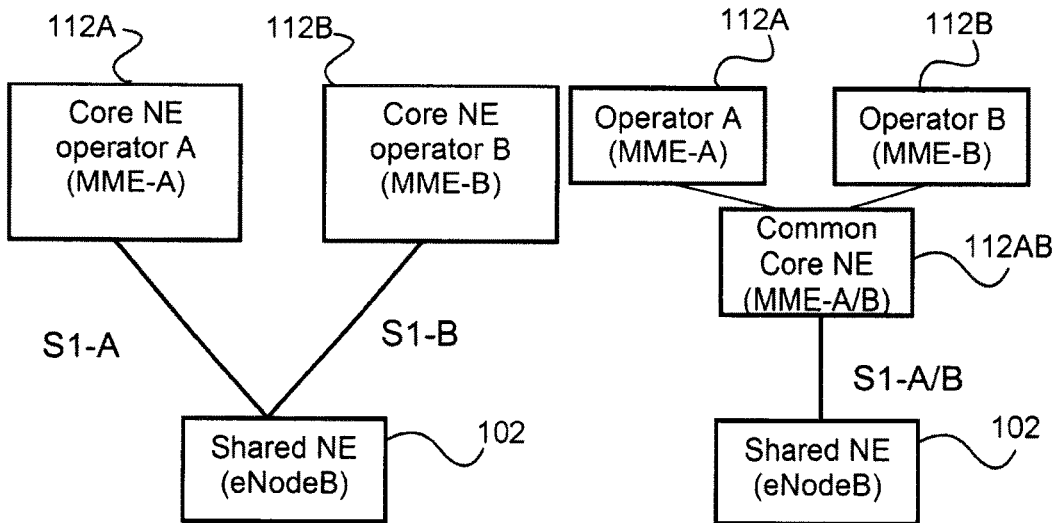 112A
112B
Core NE
operator A
(MME-A)
Core NE
operator B
(MME-B)
S1-A
S1-B
Shared NE
(eNodeB)
102
112A
112B
Operator A
(MME-A)
Operator B
(MME-B)
Common
Core NE
(MME-A/B)
112AB
S1-A/B
Shared NE
(eNodeB)
102